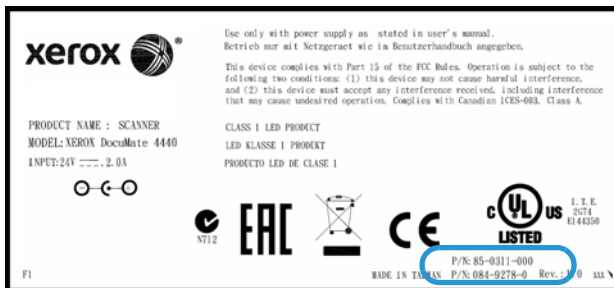 xerox ®
Use only with power supply as stated in user's manual.
Betrieb nur mit Netzgeraet wie im Benutzerhandbuch angegeben.
This device complies with Part 15 of the FCC Rules. Operation is subject to the
following two conditions: (1) this device may not cause harmful interference,
and (2) this device must accept any interference received, including interference
that may cause undesired operation. Complies with Canadian ICES-003. Class A.
PRODUCT NAME : SCANNER
MODEL: XEROX DocuMate 4440
INPUT:24V 2.0A
CLASS 1 LED PRODUCT
LED KLASSE 1 PRODUKT
PRODUCTO LED DE CLASE 1
N712
EAC
CE
C UL US
LISTED
I.T.E.
2G74
E144350
P/N: 85-0311-000
F1
MADE IN TAIWAN P/N: 084-9278-0 Rev.: 1.0 xxx